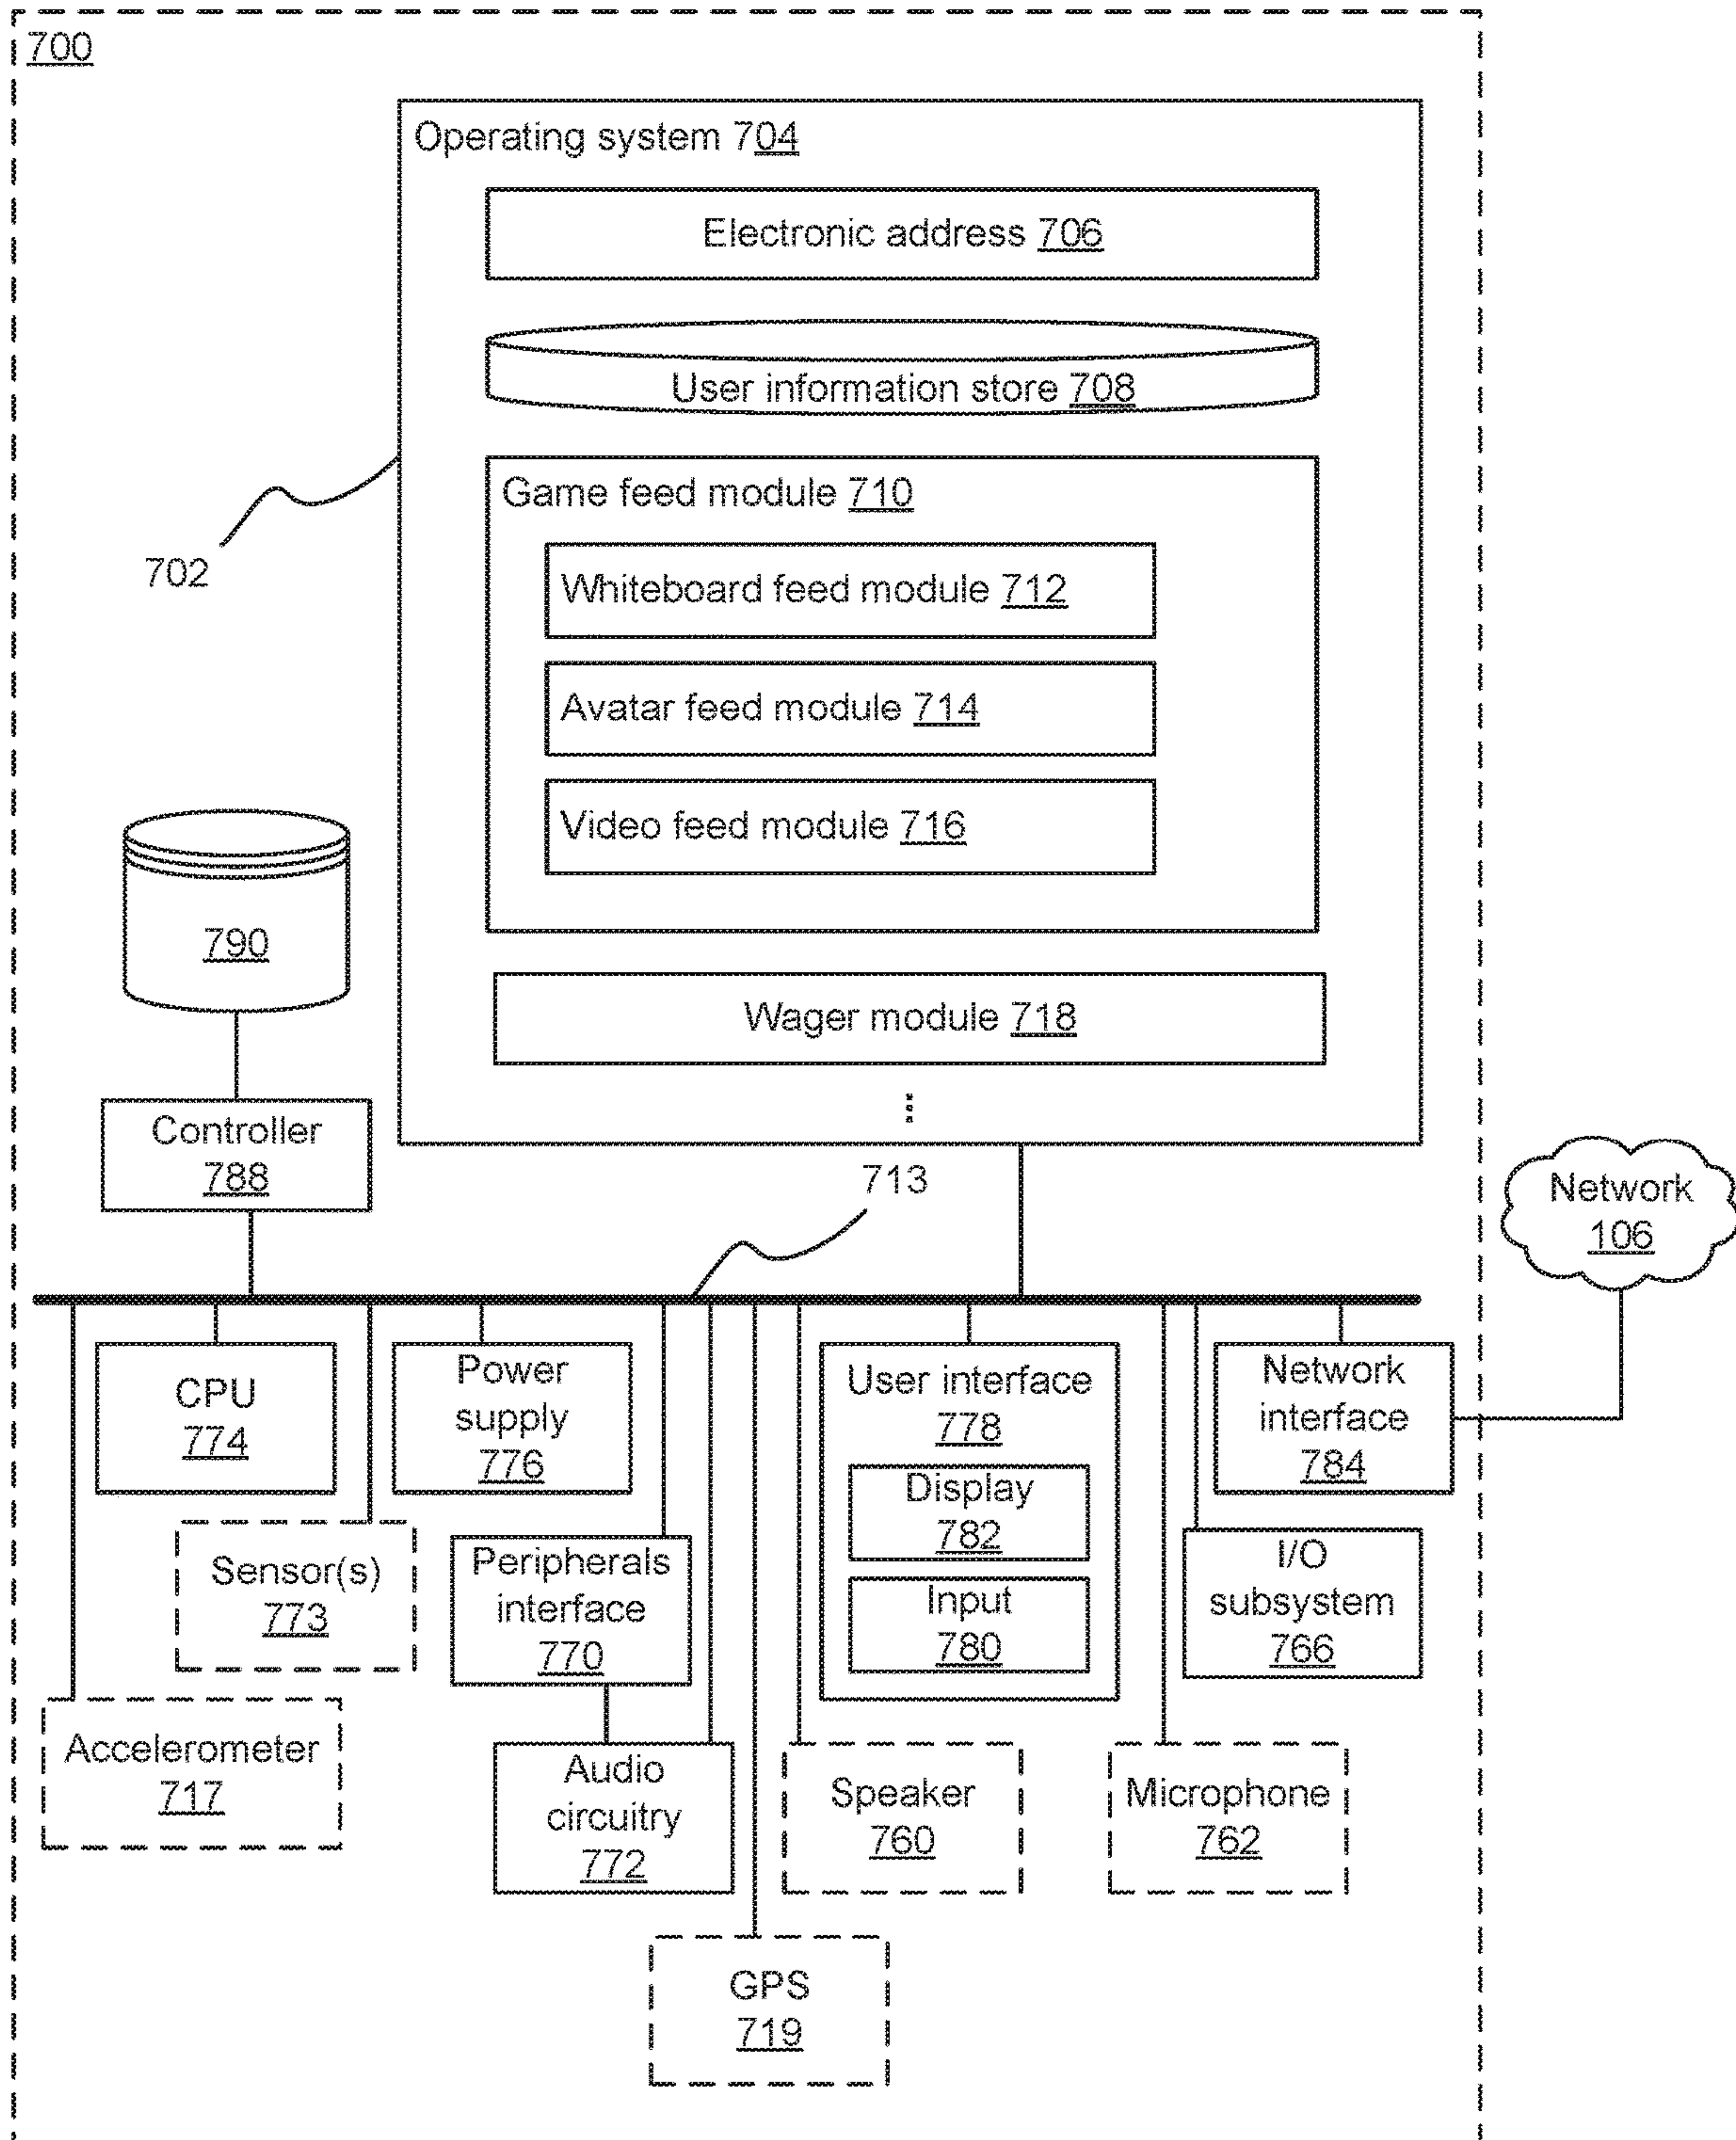 700
Operating system 704
Electronic address 706
User information store 708
Game feed module 710
Whiteboard feed module 712
702
Avatar feed module 714
Video feed module 716
790
Wager module 718
⋮
Controller
788
713
Network
106
CPU
774
Power
supply
776
User interface
778
Display
782
Input
780
Network
interface
784
Sensor(s)
773
Peripherals
interface
770
I/O
subsystem
766
Accelerometer
717
Audio
circuitry
772
Speaker
760
Microphone
762
GPS
719